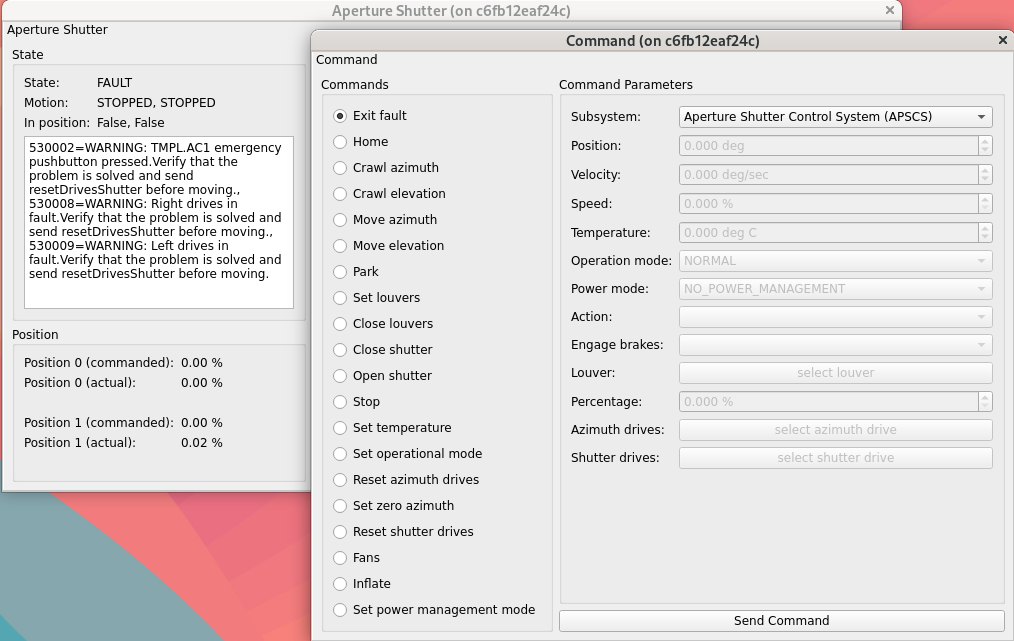 Aperture Shutter (on c6fb12eaf24c)
Aperture Shutter
State
State: FAULT
Motion: STOPPED, STOPPED
In position: False, False
530002=WARNING: TMPL.AC1 emergency
pushbutton pressed.Verify that the
problem is solved and send
resetDrivesShutter before moving.,
530008=WARNING: Right drives in
fault.Verify that the problem is solved and
send resetDrivesShutter before moving.,
530009=WARNING: Left drives in
fault.Verify that the problem is solved and
send resetDrivesShutter before moving.
Position
Position 0 (commanded): 0.00 %
Position 0 (actual): 0.00 %
Position 1 (commanded): 0.00 %
Position 1 (actual): 0.02 %
Command (on c6fb12eaf24c)
Command
Commands
Exit fault
Home
Crawl azimuth
Crawl elevation
Move azimuth
Move elevation
Park
Set louvers
Close louvers
Close shutter
Open shutter
Stop
Set temperature
Set operational mode
Reset azimuth drives
Set zero azimuth
Reset shutter drives
Fans
Inflate
Set power management mode
Command Parameters
Subsystem: Aperture Shutter Control System (APSCS)
Position: 0.000 deg
Velocity: 0.000 deg/sec
Speed: 0.000 %
Temperature: 0.000 deg C
Operation mode: NORMAL
Power mode: NO_POWER_MANAGEMENT
Action:
Engage brakes:
Louver: select louver
Percentage: 0.000 %
Azimuth drives: select azimuth drive
Shutter drives: select shutter drive
Send Command